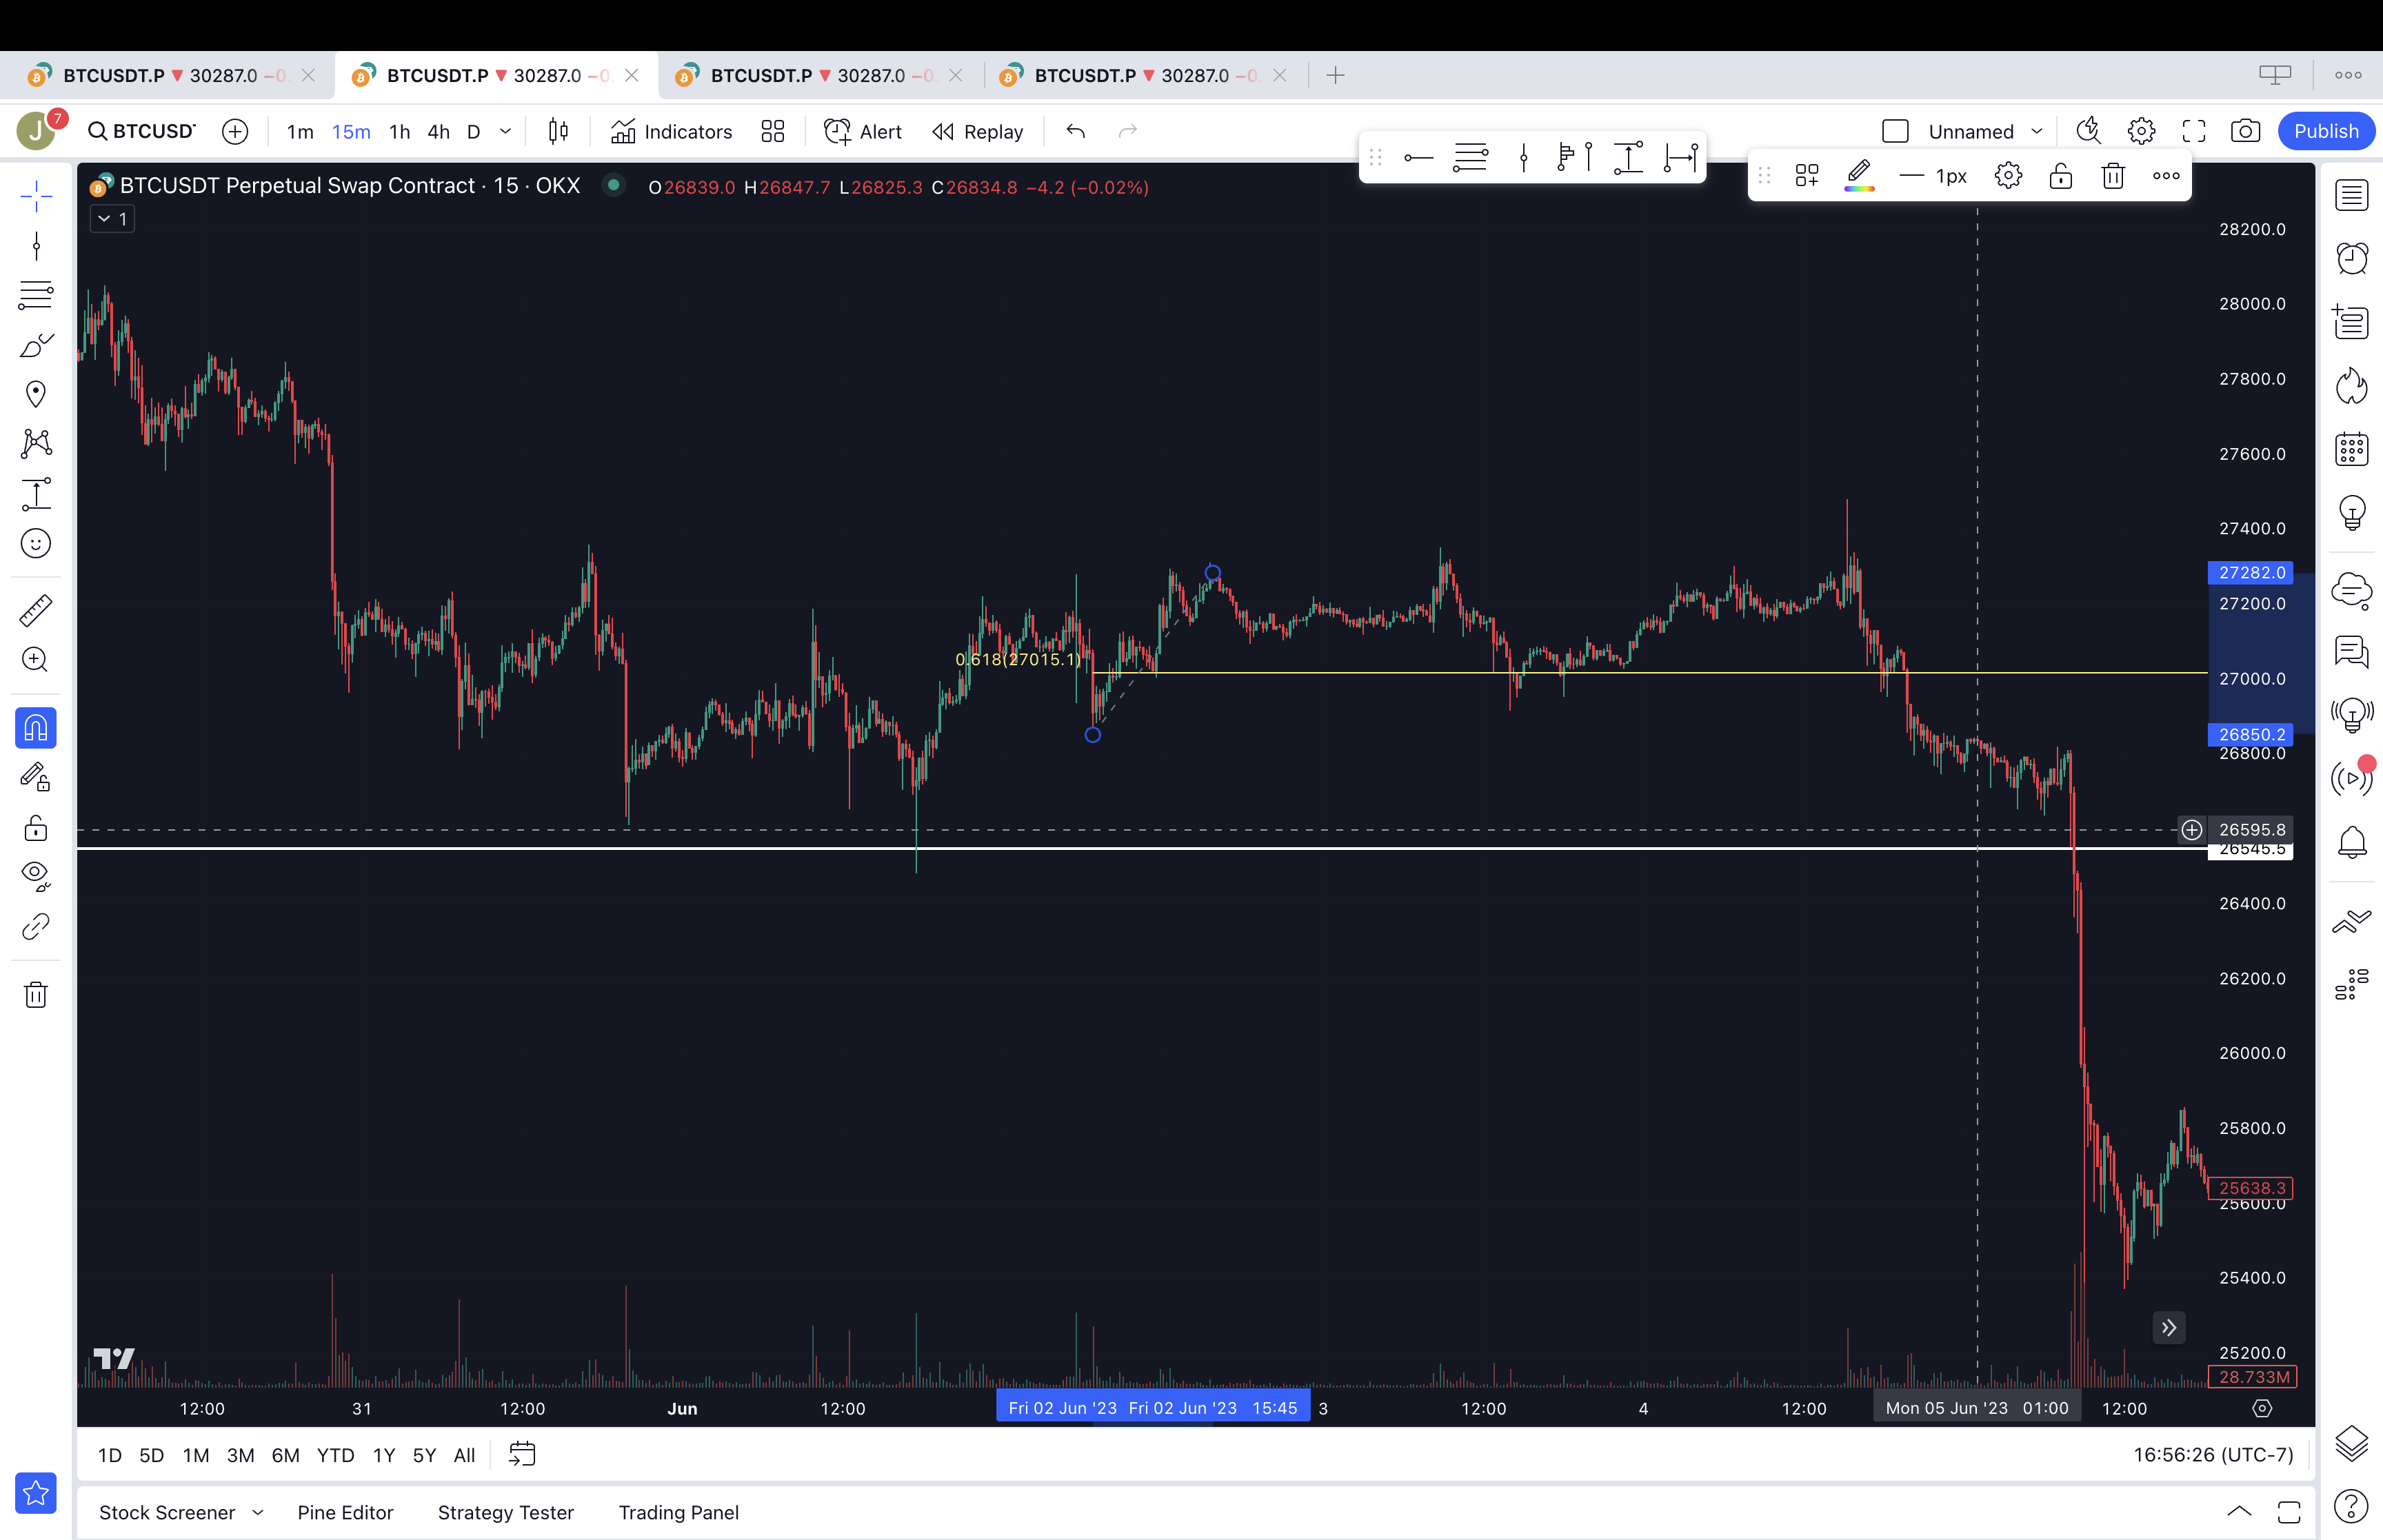 BTCUSDT.P ▼ 30287.0 −0. BTCUSDT.P ▼ 30287.0 −0. BTCUSDT.P ▼ 30287.0 −0. BTCUSDT.P ▼ 30287.0 −0.
J 7 BTCUSD 1m 15m 1h 4h D Indicators Alert Replay Unnamed Publish
BTCUSDT Perpetual Swap Contract · 15 · OKX O26839.0 H26847.7 L26825.3 C26834.8 −4.2 (−0.02%)
1px
1
28200.0
28000.0
27800.0
27600.0
27400.0
27282.0
27200.0
0.618(27015.1)
27000.0
26850.2
26800.0
26595.8
26545.5
26400.0
26200.0
26000.0
25800.0
25638.3
25600.0
25400.0
25200.0
28.733M
12:00 31 12:00 Jun 12:00 Fri 02 Jun '23 Fri 02 Jun '23 15:45 3 12:00 4 12:00 Mon 05 Jun '23 01:00 12:00
1D 5D 1M 3M 6M YTD 1Y 5Y All 16:56:26 (UTC-7)
Stock Screener Pine Editor Strategy Tester Trading Panel